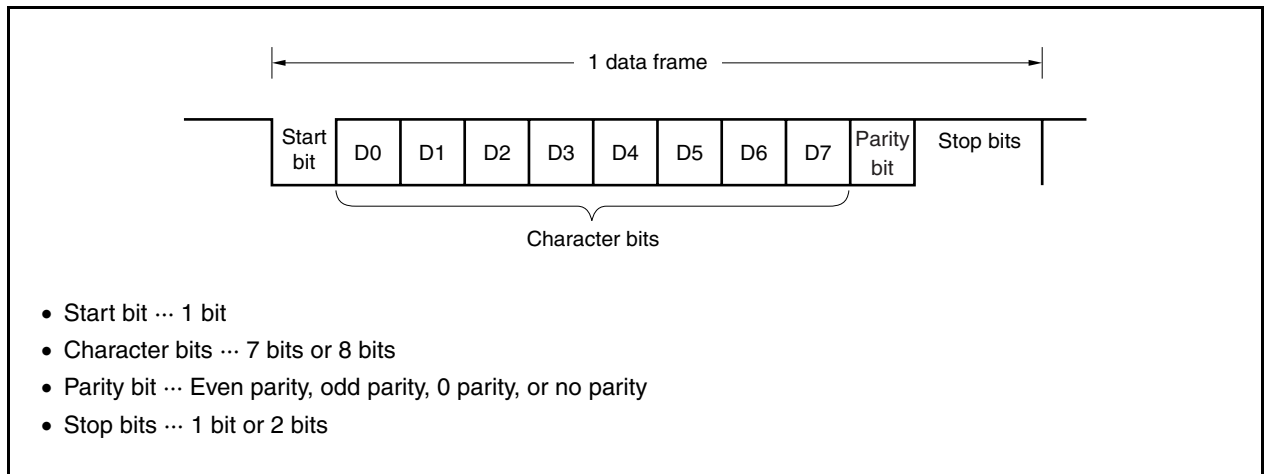 1 data frame
Start bit
D0 D1 D2 D3 D4 D5 D6 D7
Parity bit
Stop bits
Character bits
• Start bit ··· 1 bit
• Character bits ··· 7 bits or 8 bits
• Parity bit ··· Even parity, odd parity, 0 parity, or no parity
• Stop bits ··· 1 bit or 2 bits